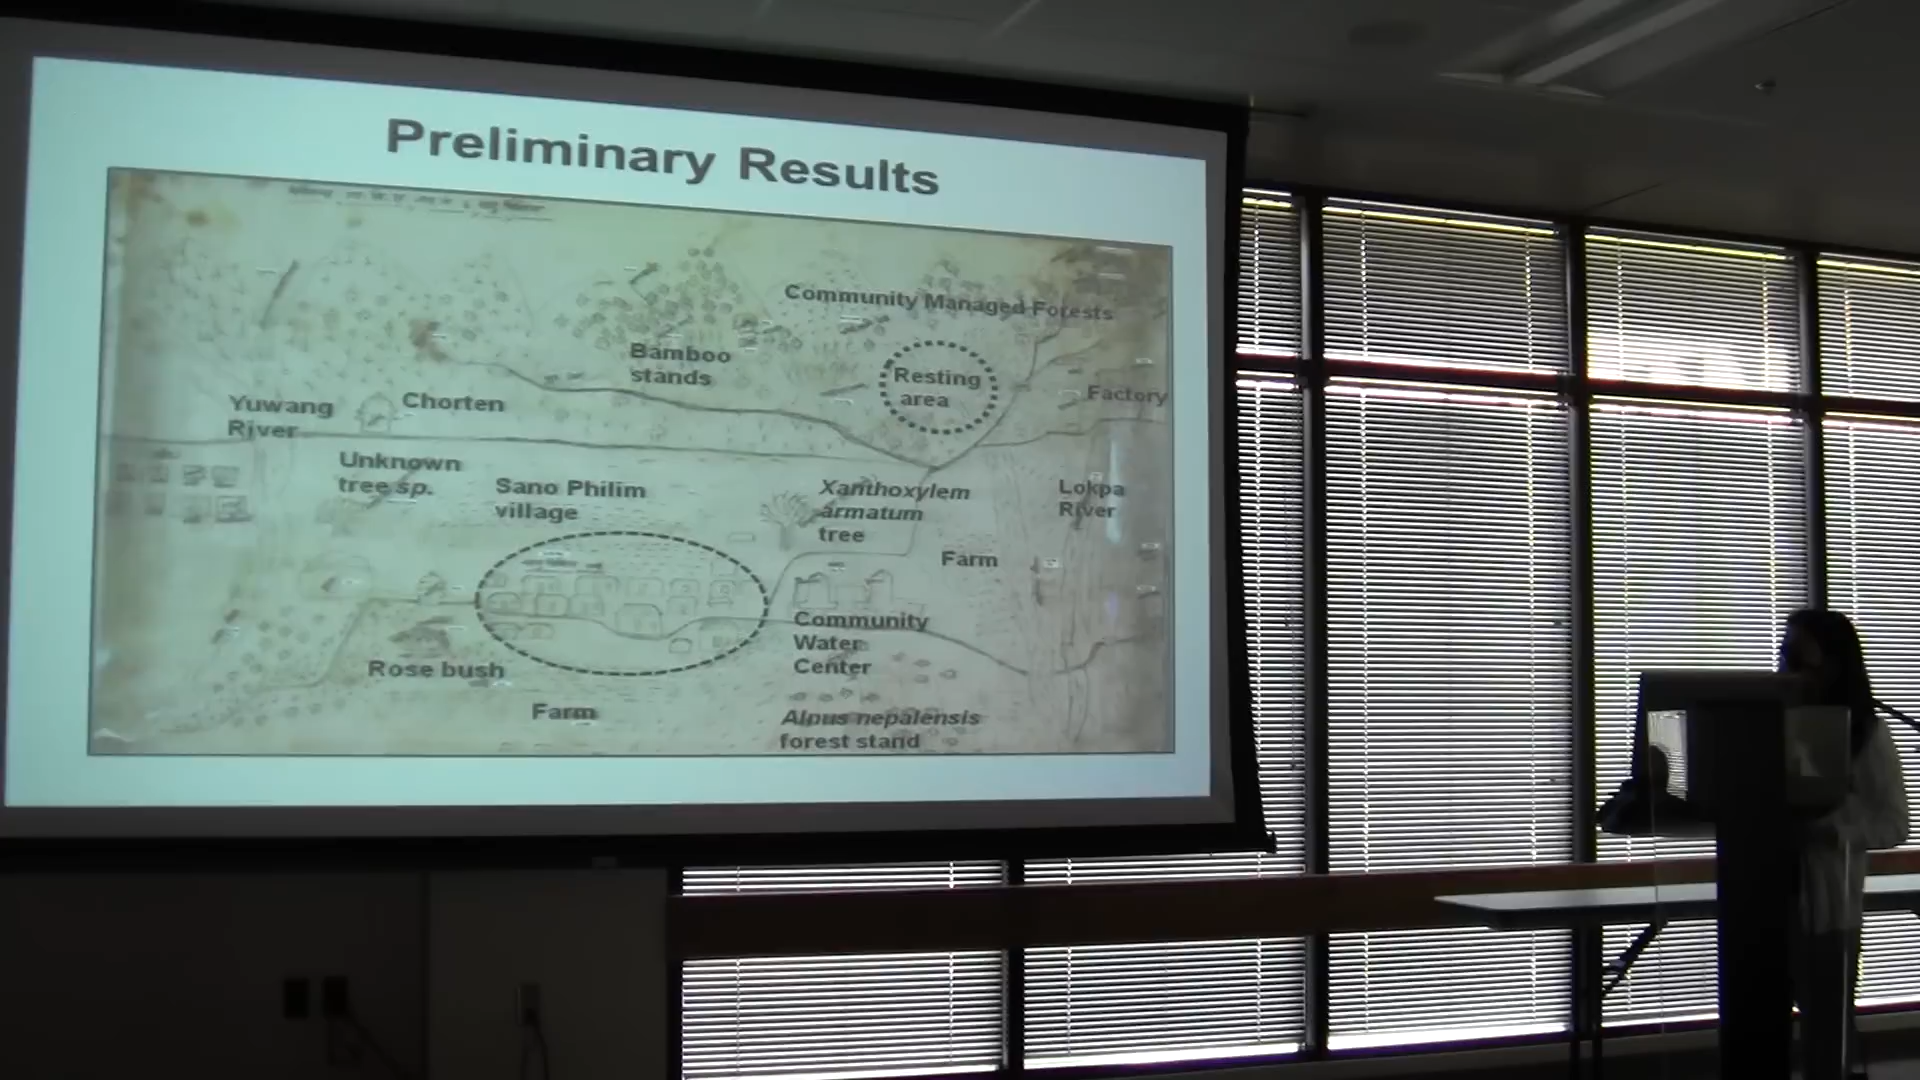 Preliminary Results
Community Managed Forests
Bamboo
stands
Resting
area
Factory
Yuwang
River
Chorten
Unknown
tree sp.
Sano Philim
village
Xanthoxylem
armatum
tree
Lokpa
River
Farm
Community
Water
Center
Rose bush
Farm
Alpus nepalensis
forest stand